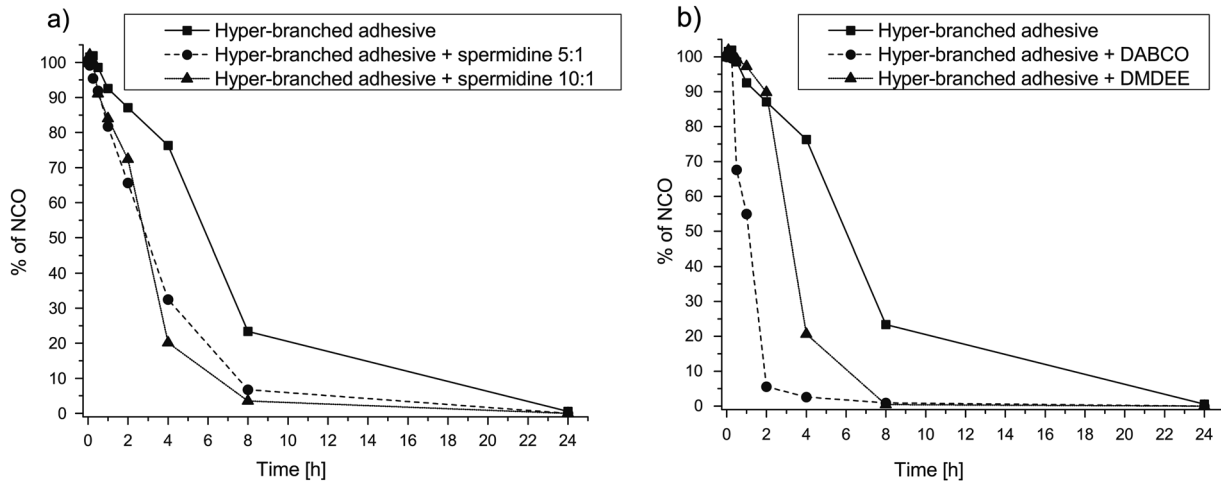 a)
Hyper-branched adhesive
Hyper-branched adhesive + spermidine 5:1
Hyper-branched adhesive + spermidine 10:1
100
90
80
70
60
50
40
30
20
10
0
% of NCO
0 2 4 6 8 10 12 14 16 18 20 22 24
Time [h]
b)
Hyper-branched adhesive
Hyper-branched adhesive + DABCO
Hyper-branched adhesive + DMDEE
100
90
80
70
60
50
40
30
20
10
0
% of NCO
0 2 4 6 8 10 12 14 16 18 20 22 24
Time [h]